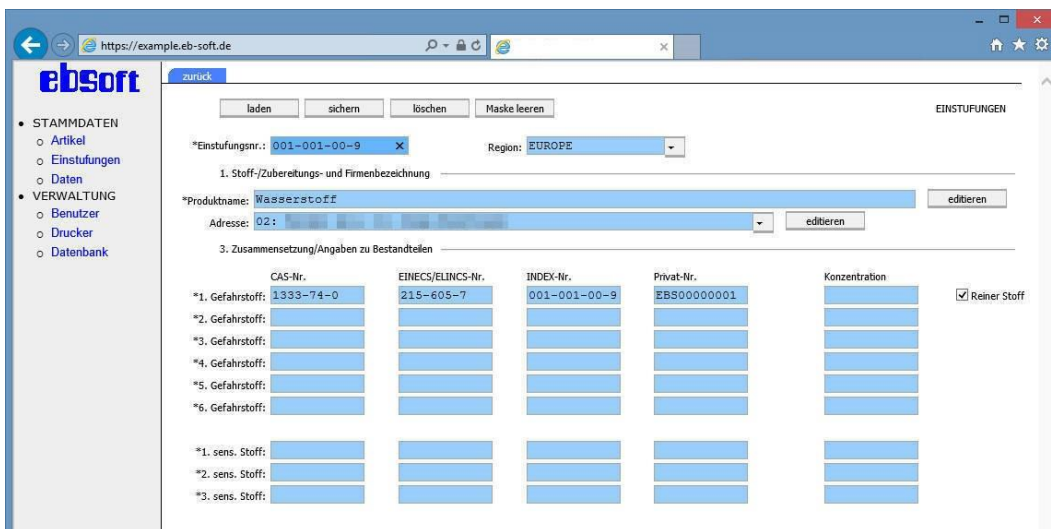 https://example.eb-soft.de
ebsoft
zurück
laden sichern löschen Maske leeren EINSTUFUNGEN
STAMMDATEN
Artikel
Einstufungen
Daten
VERWALTUNG
Benutzer
Drucker
Datenbank
*Einstufungsnr.: 001-001-00-9 Region: EUROPE
1. Stoff-/Zubereitungs- und Firmenbezeichnung
*Produktname: Wasserstoff editieren
Adresse: 02: editieren
3. Zusammensetzung/Angaben zu Bestandteilen
CAS-Nr. EINECS/ELINCS-Nr. INDEX-Nr. Privat-Nr. Konzentration
*1. Gefahrstoff: 1333-74-0 215-605-7 001-001-00-9 EBS00000001 Reiner Stoff
*2. Gefahrstoff:
*3. Gefahrstoff:
*4. Gefahrstoff:
*5. Gefahrstoff:
*6. Gefahrstoff:
*1. sens. Stoff:
*2. sens. Stoff:
*3. sens. Stoff: